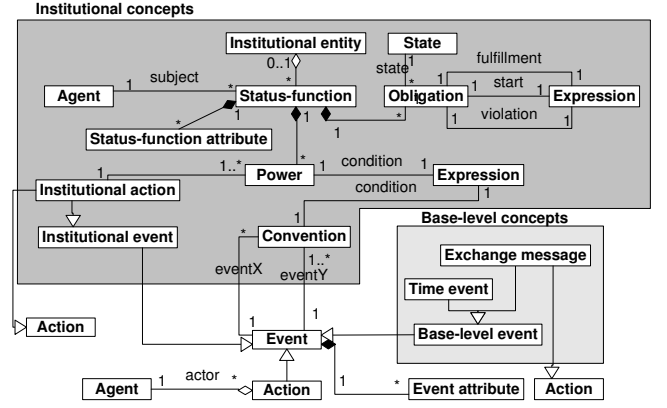 Institutional concepts
Institutional entity
State
0..1
1
fulfillment
subject
*
state
1
1
start
Agent
1
*
Status-function
*
Obligation
1
1
Expression
1
1
*
violation
*
1
1
1
Status-function attribute
*
condition
1
1..*
Power
1
1
Expression
Institutional action
condition
1
1
Base-level concepts
Institutional event
*
Convention
Exchange message
1..*
eventX
eventY
Time event
1
1
Action
Event
Base-level event
actor
Agent
1
*
Action
1
*
Event attribute
Action